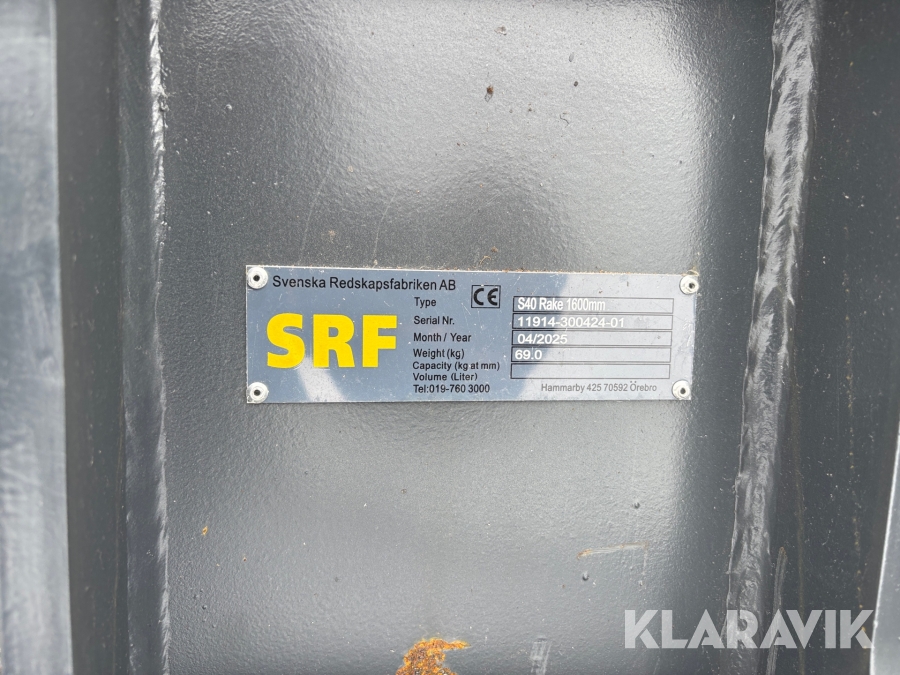 Svenska Redskapsfabriken AB
SRF
CE
Type S40 Rake 1600mm
Serial Nr. 11914-300424-01
Month / Year 04/2025
Weight (kg) 69.0
Capacity (kg at mm)
Volume (Liter)
Tel:019-760 3000
Hammarby 425 70592 Örebro
KLARAVIK